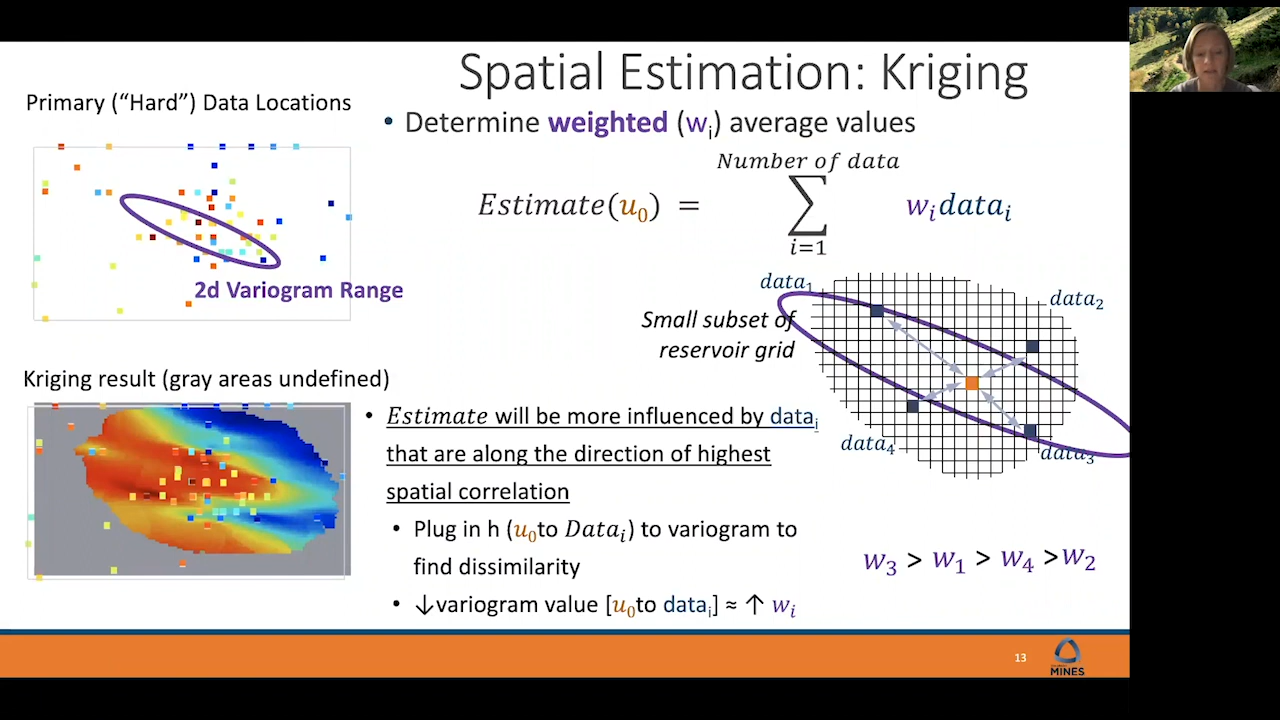 Spatial Estimation: Kriging
Primary (“Hard”) Data Locations
2d Variogram Range
Kriging result (gray areas undefined)
• Determine weighted (wi) average values
Number of data
Estimate(u0) = ∑ wi datai
i=1
data1
data2
Small subset of
reservoir grid
data4
data3
• Estimate will be more influenced by datai
that are along the direction of highest
spatial correlation
• Plug in h (u0to Datai) to variogram to
find dissimilarity
• ↓variogram value [u0to datai] ≈ ↑ wi
w3 > w1 > w4 >w2
13
MINES